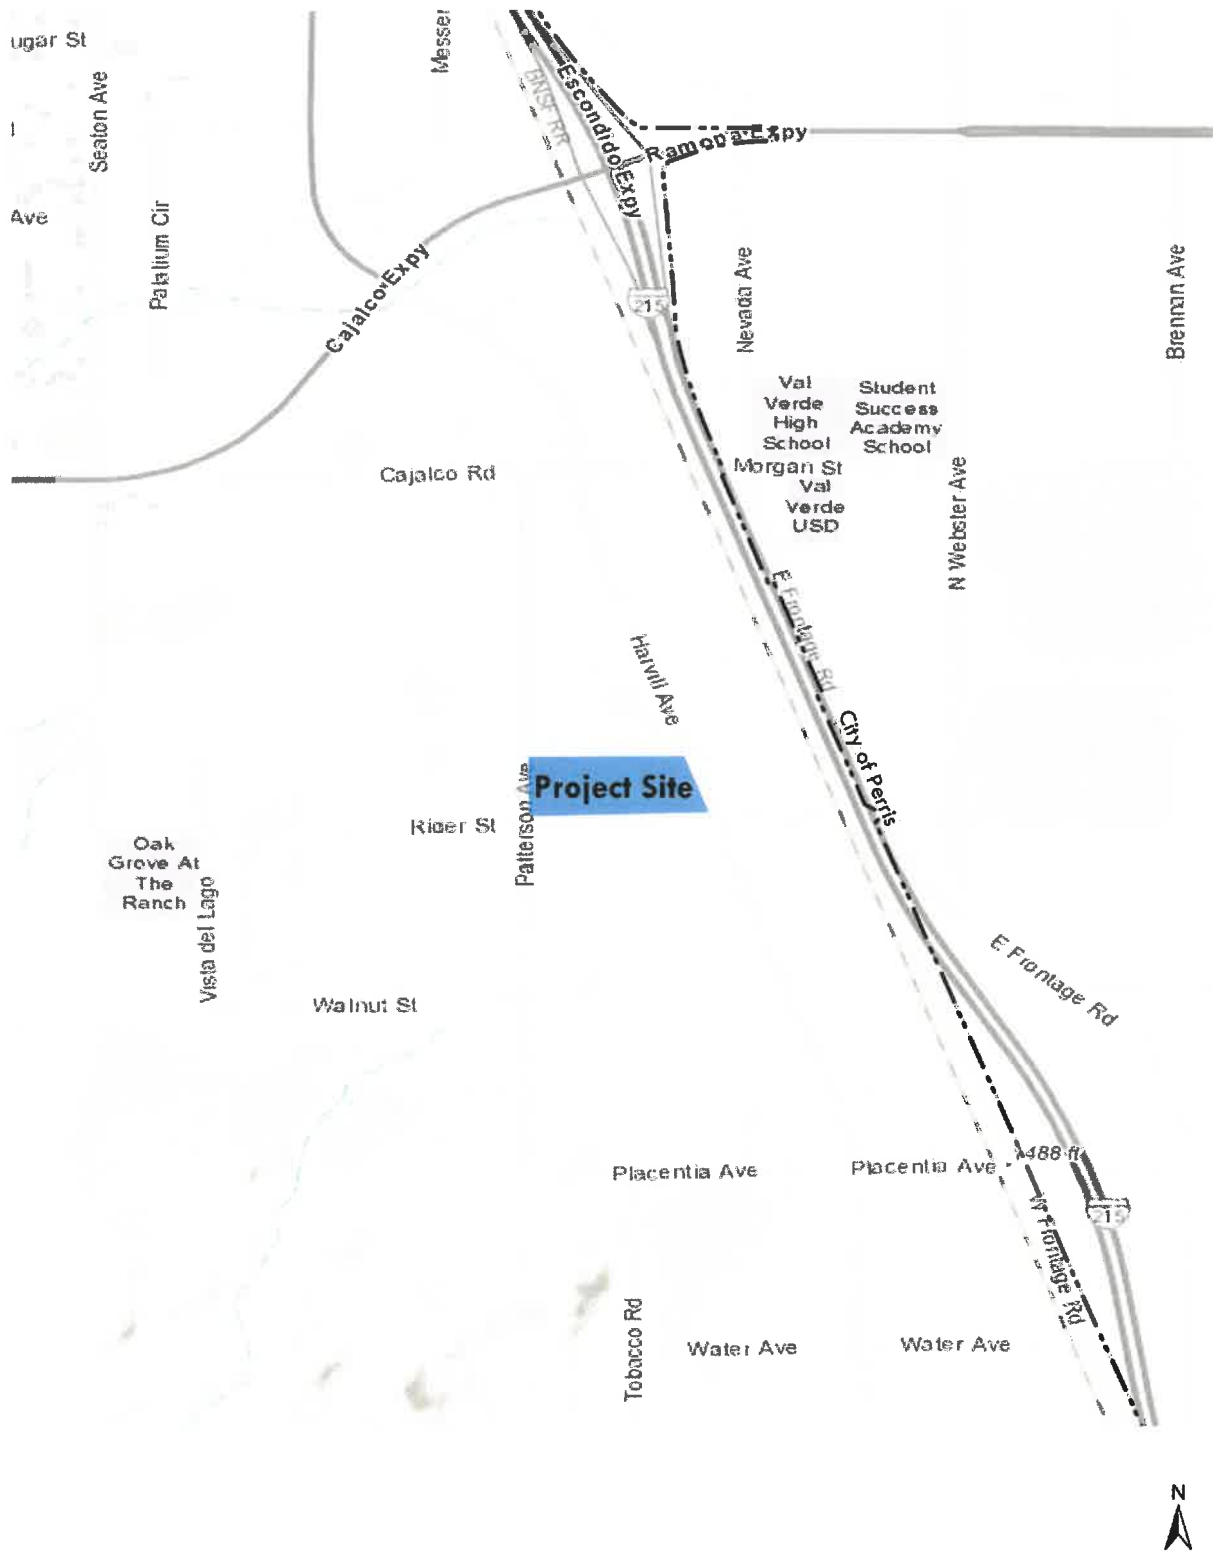 ugar St
Messer
Seaton Ave
BNSF RR
Escondido Expy
Ramona Expy
Ave
Palatium Cir
Cajalco Expy
215
Nevada Ave
Brennan Ave
Val
Verde
High
School
Student
Success
Academy
School
Cajalco Rd
Morgan St
Val
Verde
USD
N Webster Ave
E Frontage Rd
Harvill Ave
City of Perris
Project Site
Patterson Ave
Rider St
Oak
Grove At
The
Ranch
Vista del Lago
E Frontage Rd
Walnut St
Placentia Ave
Placentia Ave
488 ft
215
W Frontage Rd
Tobacco Rd
Water Ave
Water Ave
N